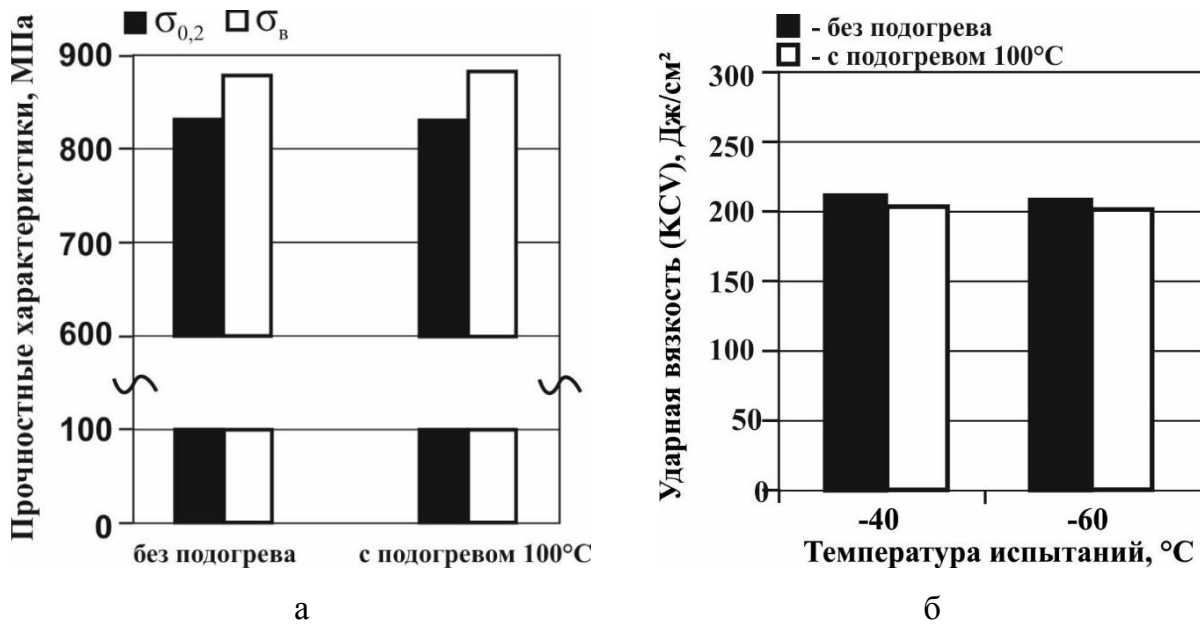 σ0,2 σв
Прочностные характеристики, МПа
900
800
700
600
100
0
без подогрева с подогревом 100°C
а
- без подогрева
- с подогревом 100°C
Ударная вязкость (KCV), Дж/см²
300
250
200
150
100
50
0
-40 -60
Температура испытаний, °C
б